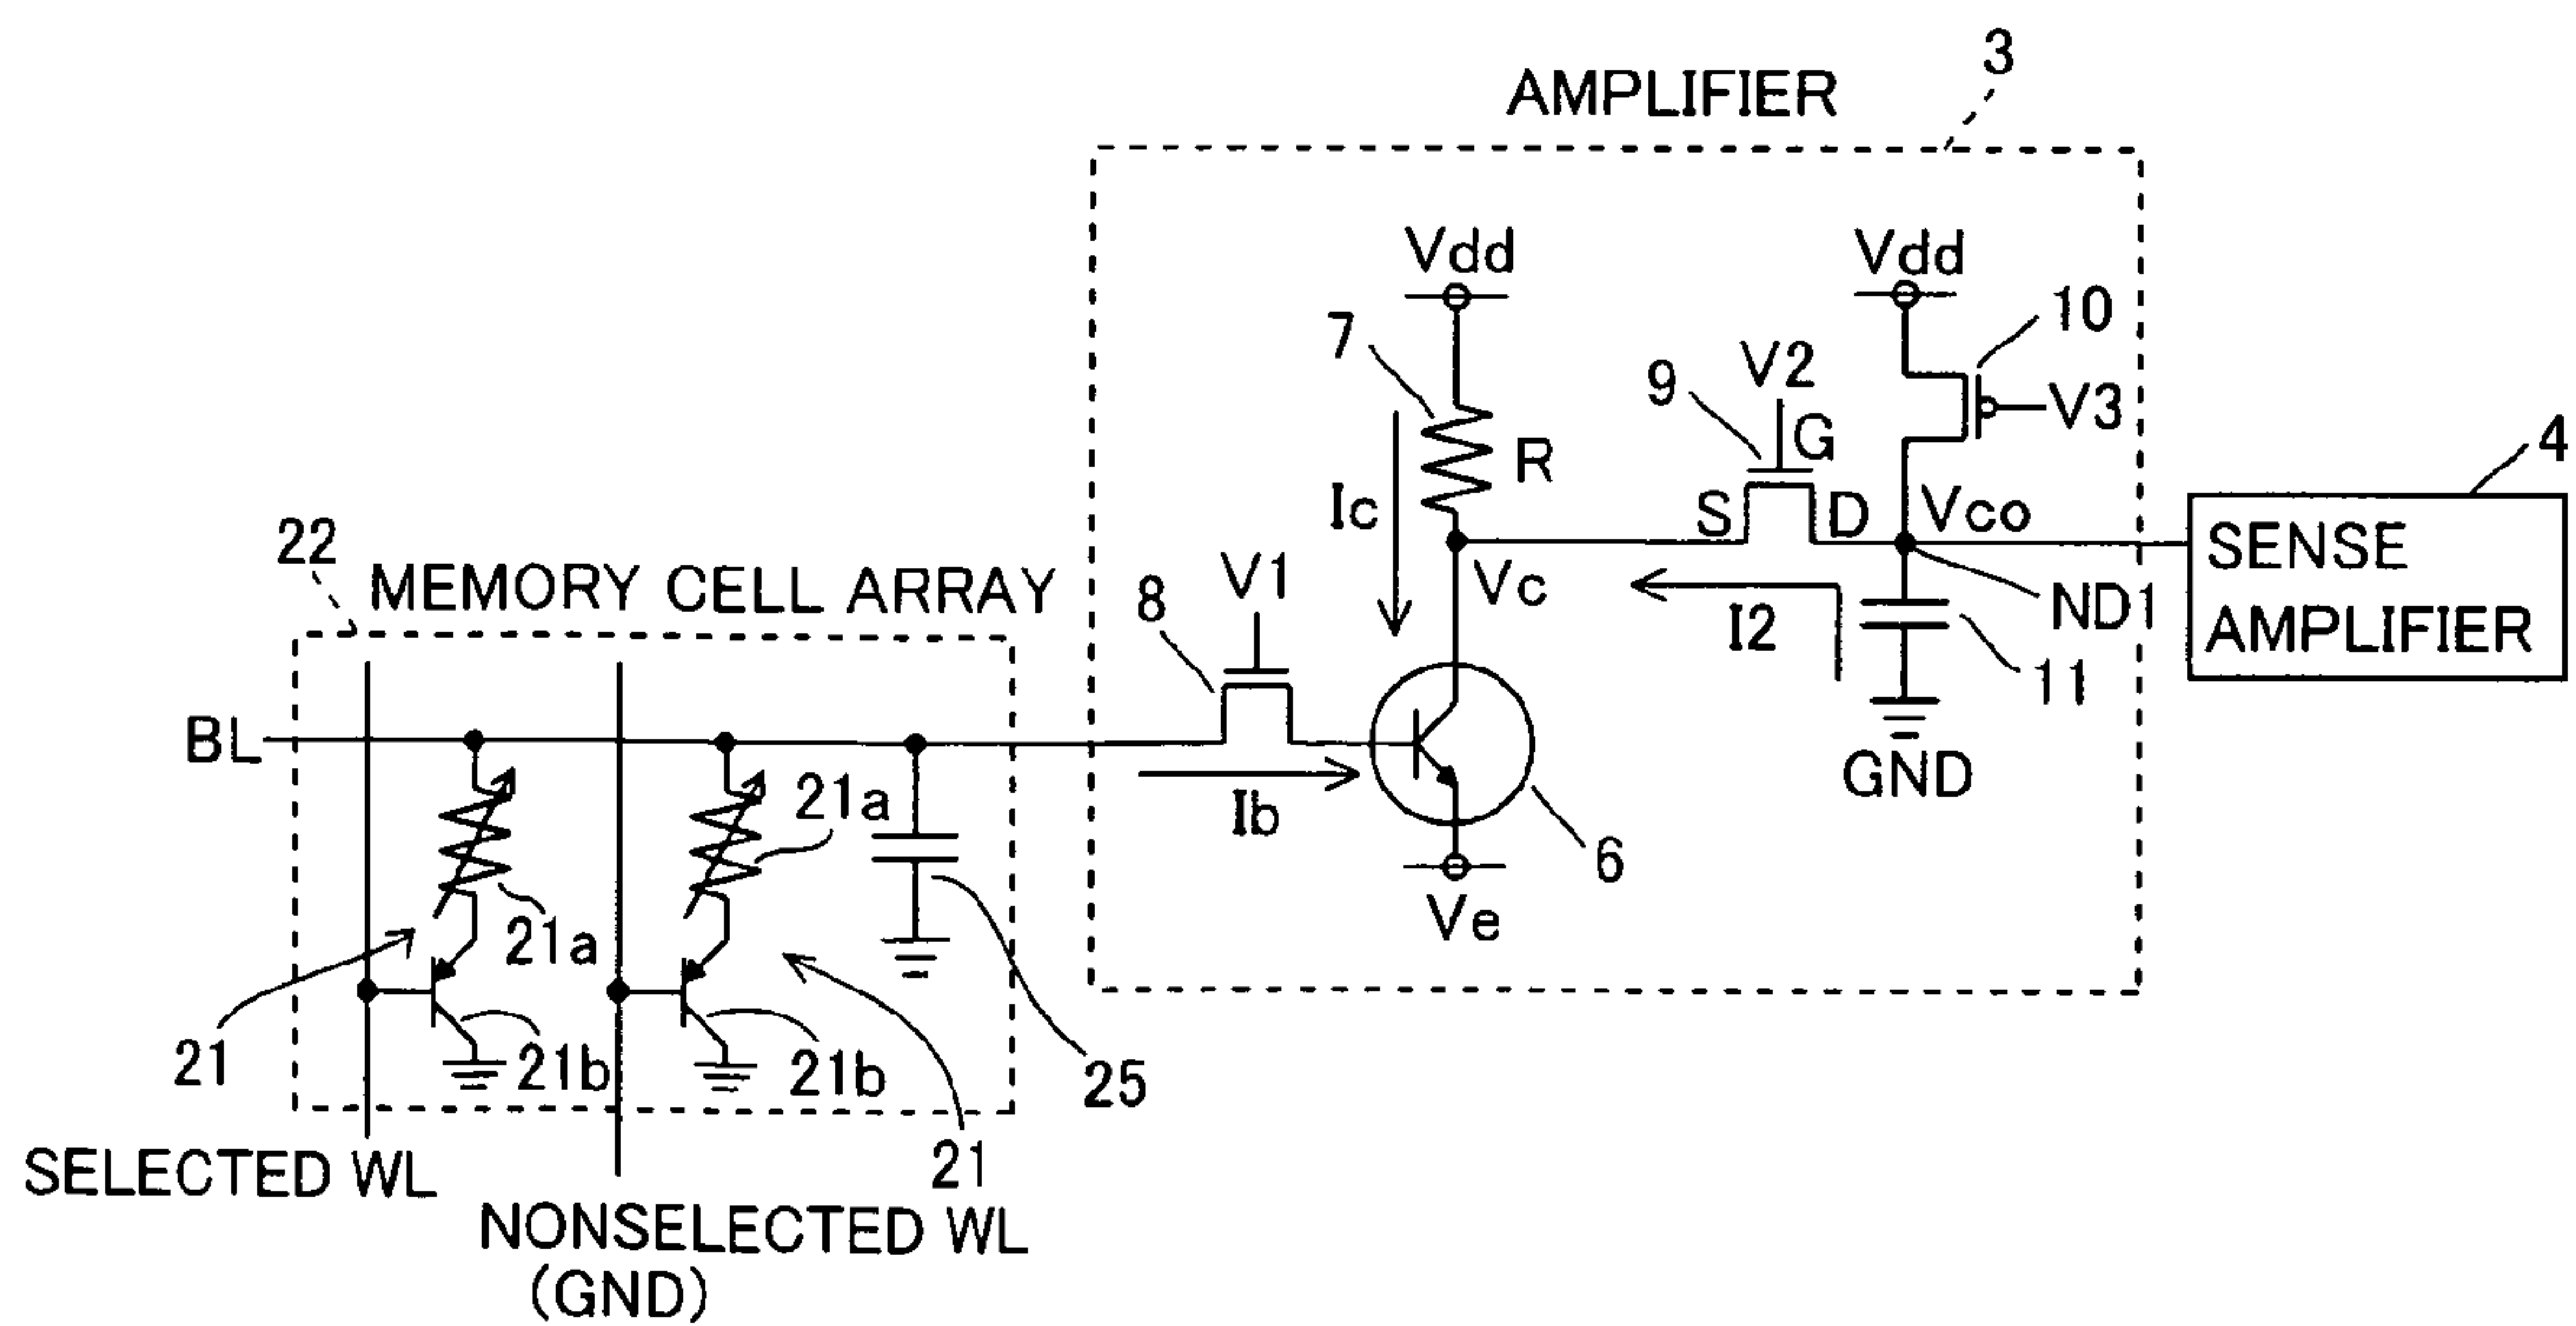 3
AMPLIFIER
Vdd
Vdd
10
7
V2
9
G
V3
R
Ic
4
S
D
Vco
SENSE
AMPLIFIER
22
MEMORY CELL ARRAY
V1
8
Vc
ND1
I2
11
BL
GND
21a
Ib
6
21a
Ve
21
21b
21b
25
21
SELECTED WL
NONSELECTED WL
(GND)